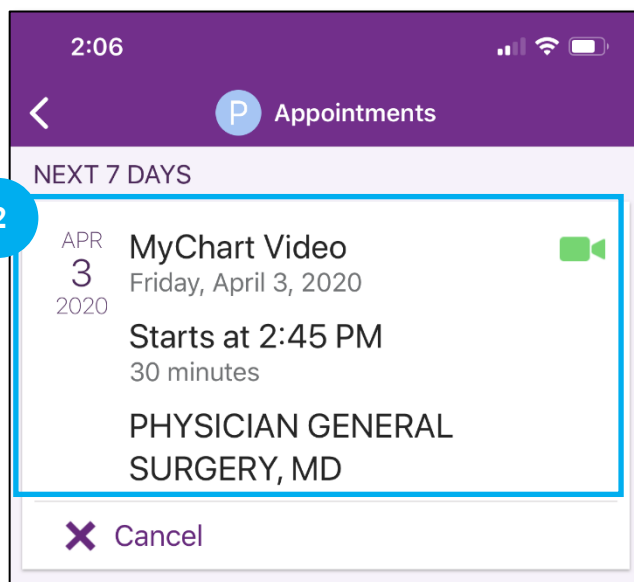 2:06
P Appointments
NEXT 7 DAYS
2
APR
3
2020
MyChart Video
Friday, April 3, 2020
Starts at 2:45 PM
30 minutes
PHYSICIAN GENERAL
SURGERY, MD
Cancel